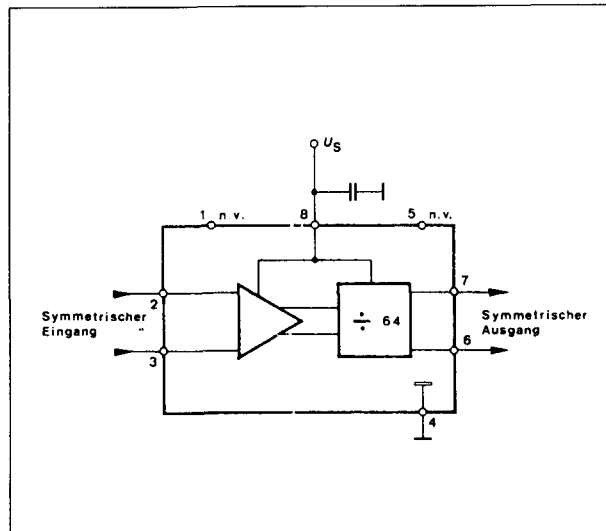 U_S
1 n.v.
8
5 n.v.
2
Symmetrischer
Eingang
3
÷ 64
7
Symmetrischer
Ausgang
6
4